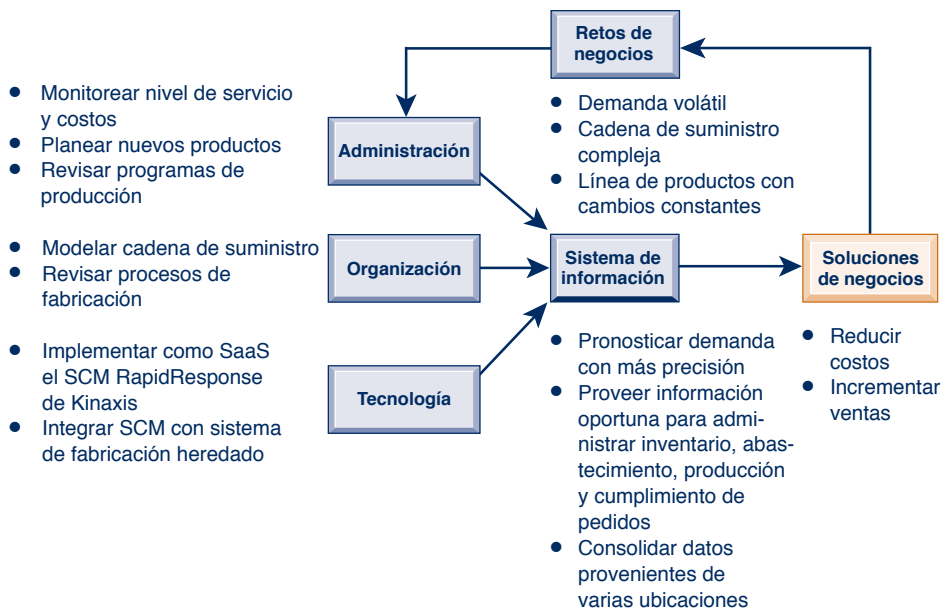 Retos de
negocios
● Demanda volátil
● Cadena de suministro
compleja
● Línea de productos con
cambios constantes
● Monitorear nivel de servicio
y costos
● Planear nuevos productos
● Revisar programas de
producción
Administración
● Modelar cadena de suministro
● Revisar procesos de
fabricación
Organización
● Implementar como SaaS
el SCM RapidResponse
de Kinaxis
● Integrar SCM con sistema
de fabricación heredado
Tecnología
Sistema de
información
● Pronosticar demanda
con más precisión
● Proveer información
oportuna para admi-
nistrar inventario, abas-
tecimiento, producción
y cumplimiento de
pedidos
● Consolidar datos
provenientes de
varias ubicaciones
Soluciones
de negocios
● Reducir
costos
● Incrementar
ventas